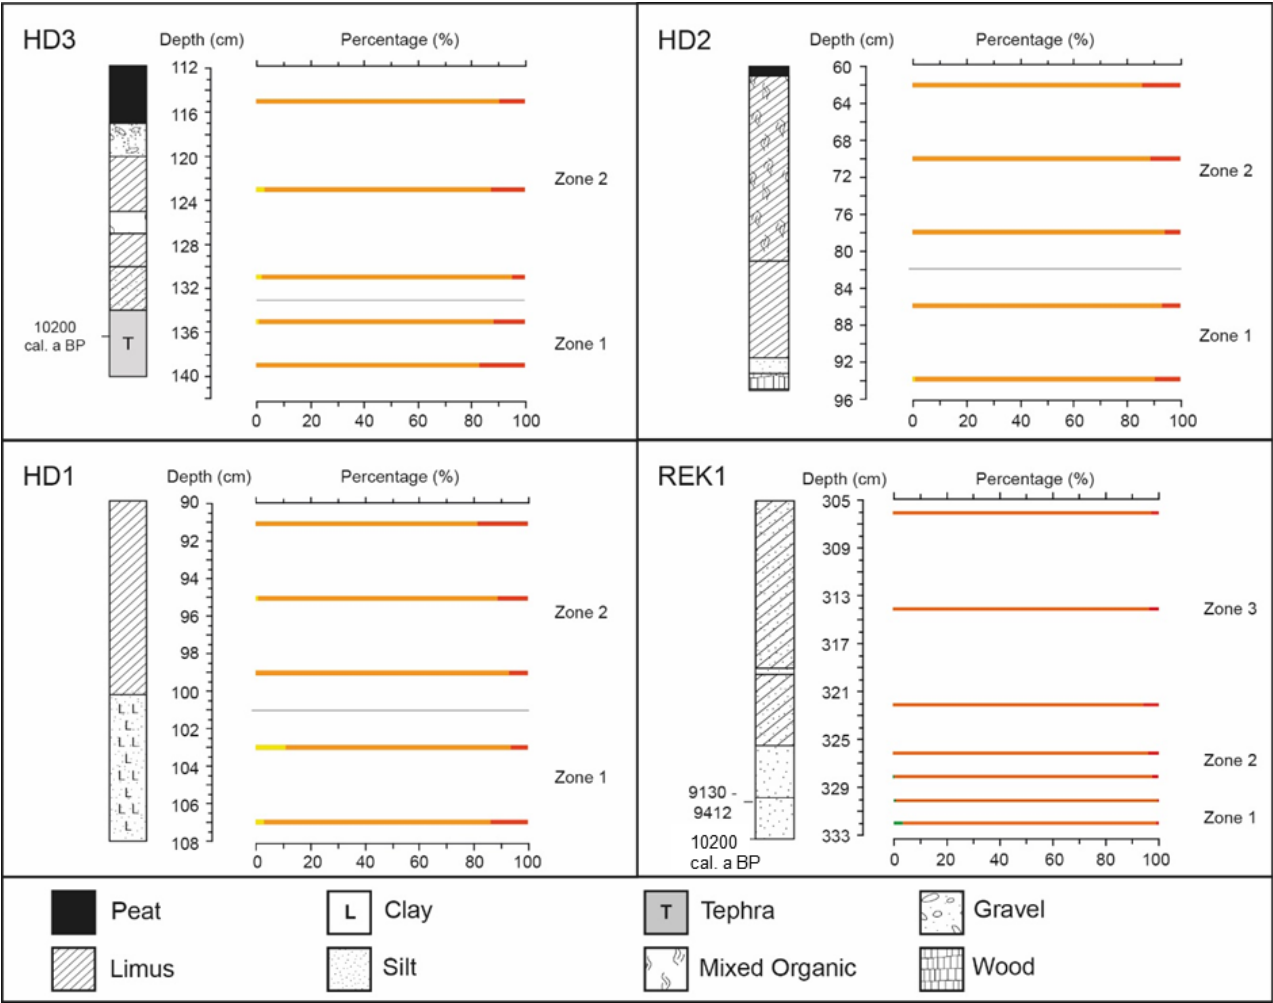 HD3
Depth (cm)
Percentage (%)
112
116
120
124
128
132
136
140
10200
cal. a BP
T
Zone 2
Zone 1
0 20 40 60 80 100
HD2
Depth (cm)
Percentage (%)
60
64
68
72
76
80
84
88
92
96
Zone 2
Zone 1
0 20 40 60 80 100
HD1
Depth (cm)
Percentage (%)
90
92
94
96
98
100
102
104
106
108
L L
L
L L
L
L L
L
L L
L
Zone 2
Zone 1
0 20 40 60 80 100
REK1
Depth (cm)
Percentage (%)
305
309
313
317
321
325
329
333
9130 -
9412
10200
cal. a BP
Zone 3
Zone 2
Zone 1
0 20 40 60 80 100
Peat
L Clay
T Tephra
Gravel
Limus
Silt
Mixed Organic
Wood